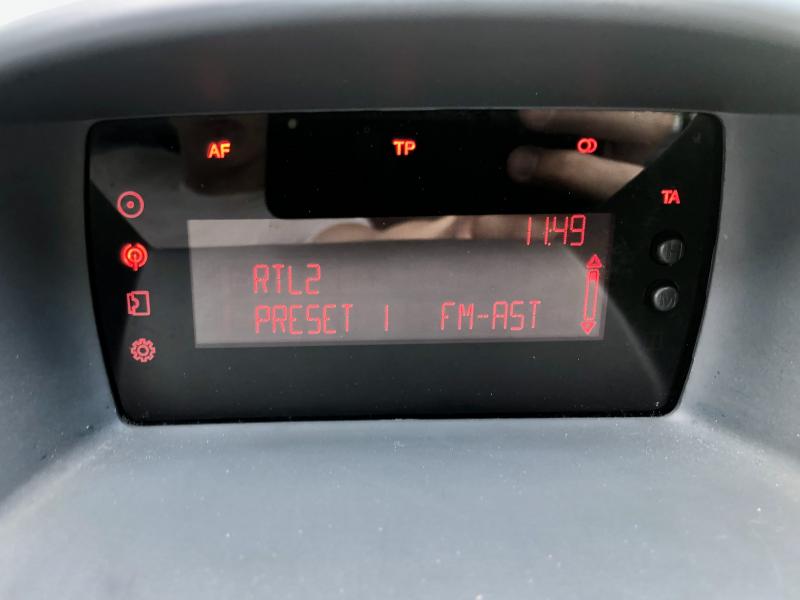 AF TP
TA
11:49
H
RTL2
M
PRESET 1 FM-AST